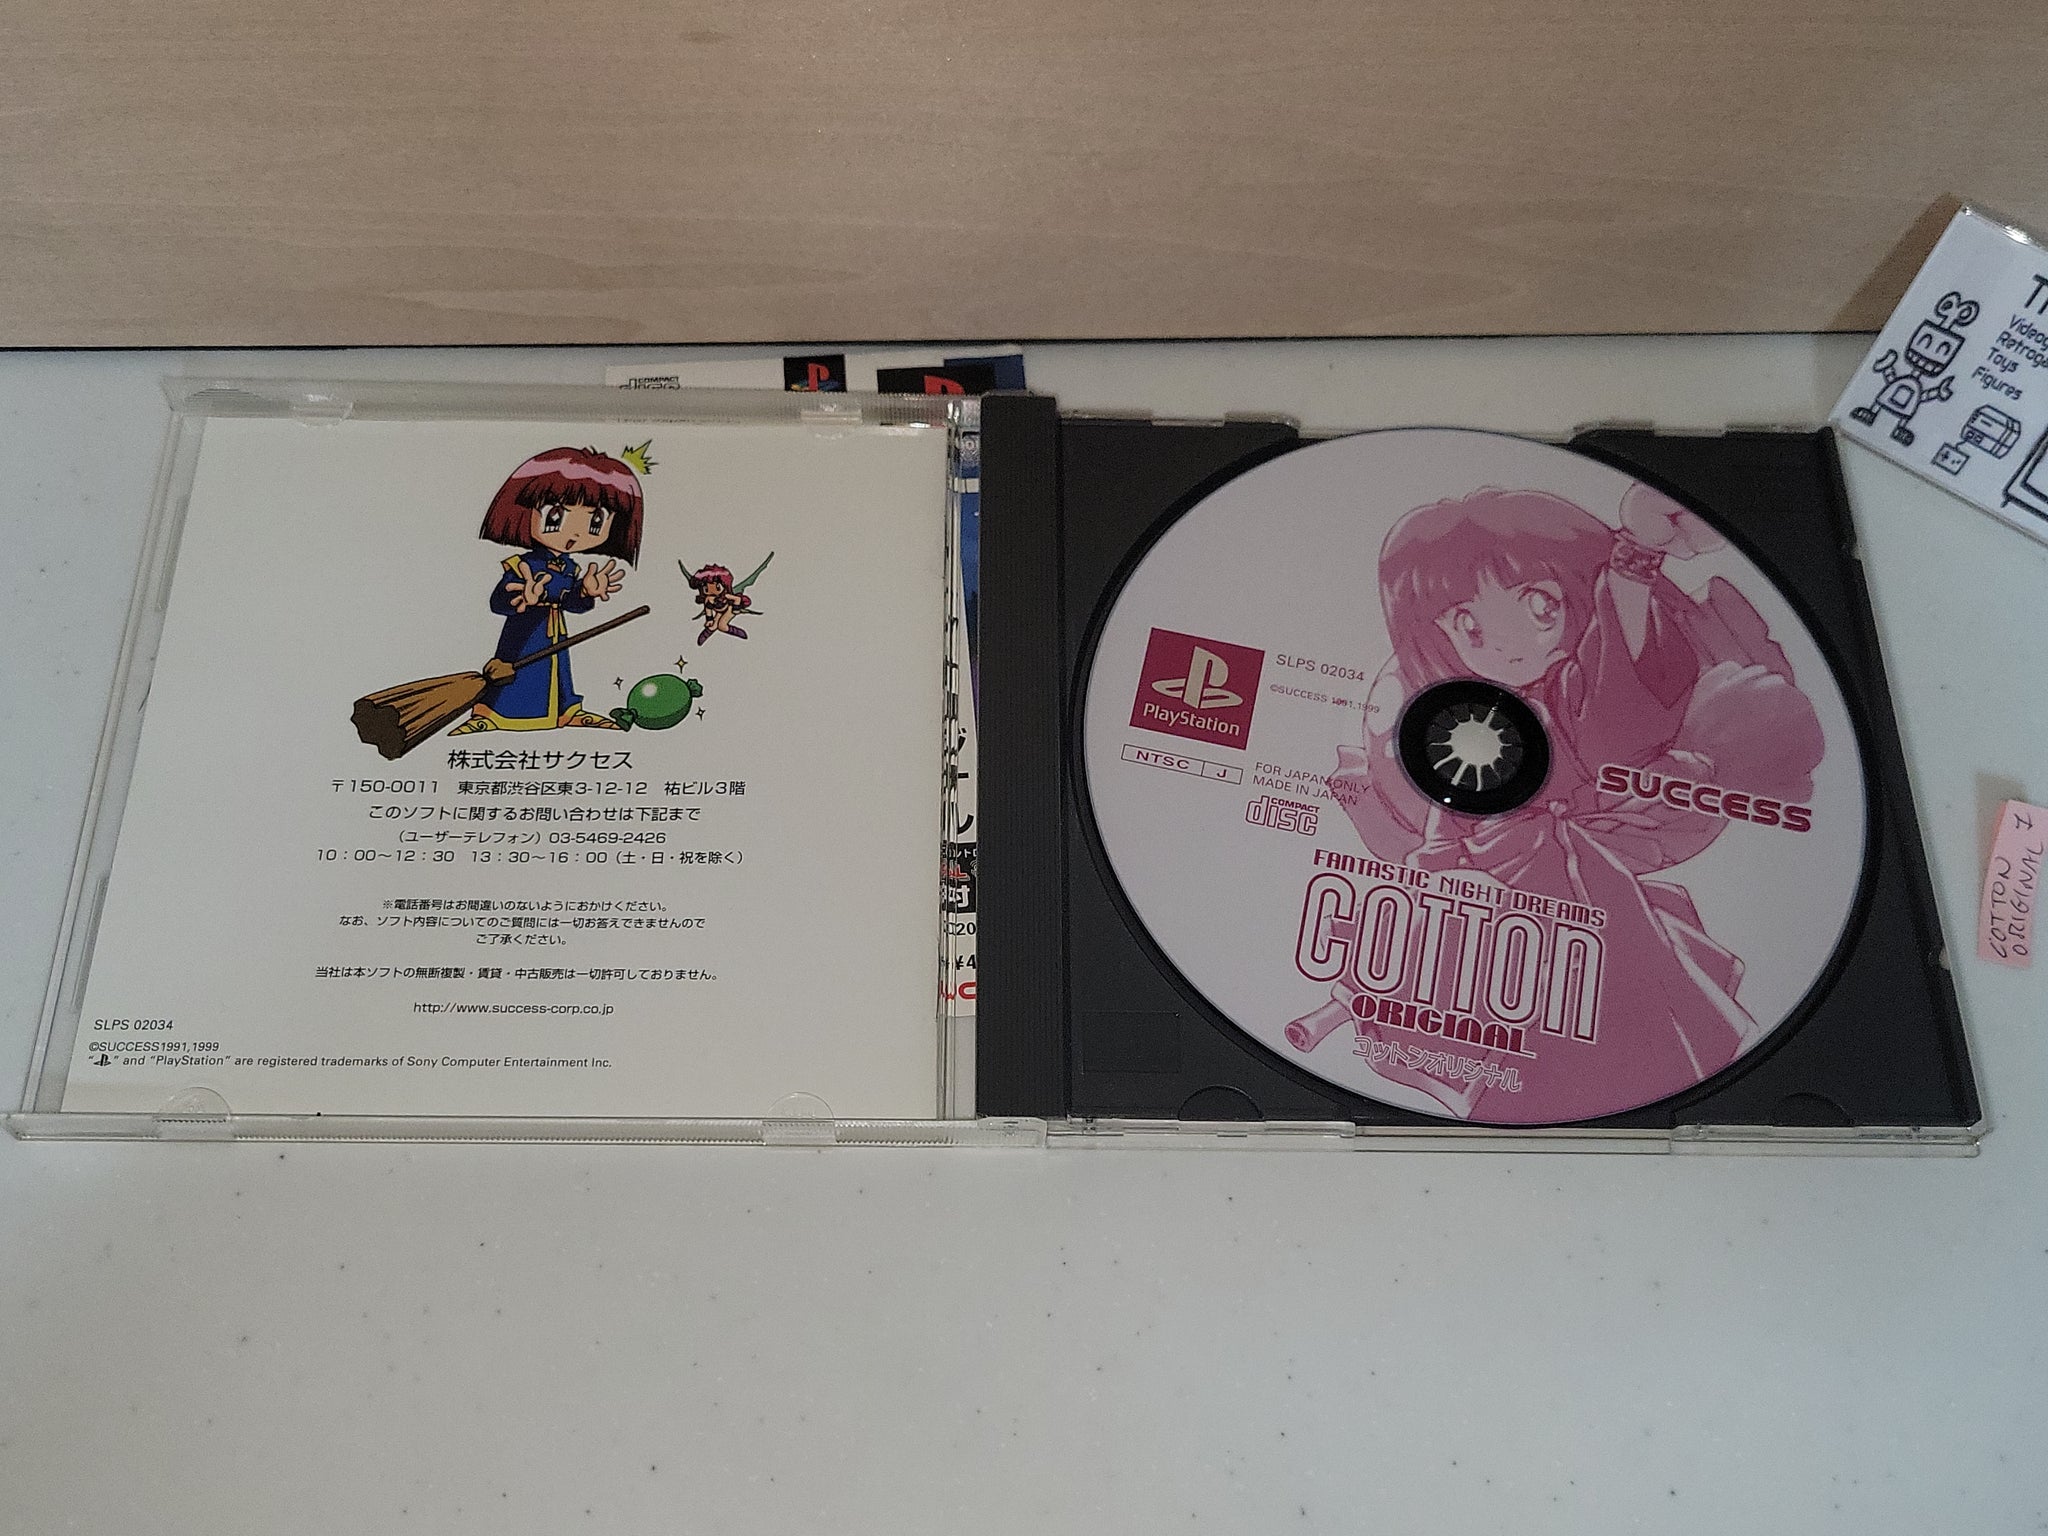 株式会社サクセス
〒150-0011 東京都渋谷区東3-12-12 祐ビル3階
このソフトに関するお問い合わせは下記まで
(ユーザーテレフォン) 03-5469-2426
10:00〜12:30 13:30〜16:00 (土・日・祝を除く)
※電話番号はお間違いのないようにおかけください。
なお、ソフト内容についてのご質問には一切お答えできませんので
ご了承ください。
当社は本ソフトの無断複製・賃貸・中古販売は一切許可しておりません。
http://www.success-corp.co.jp
SLPS 02034
©SUCCESS1991,1999
“ ” and “PlayStation” are registered trademarks of Sony Computer Entertainment Inc.
COMPACT
PlayStation
SLPS 02034
©SUCCESS 1991,1999
NTSC J
FOR JAPAN ONLY
MADE IN JAPAN
COMPACT
disc
SUCCESS
FANTASTIC NIGHT DREAMS
COTTON
ORIGINAL
コットンオリジナル
Toys
Figures
COTTON
ORIGINAL